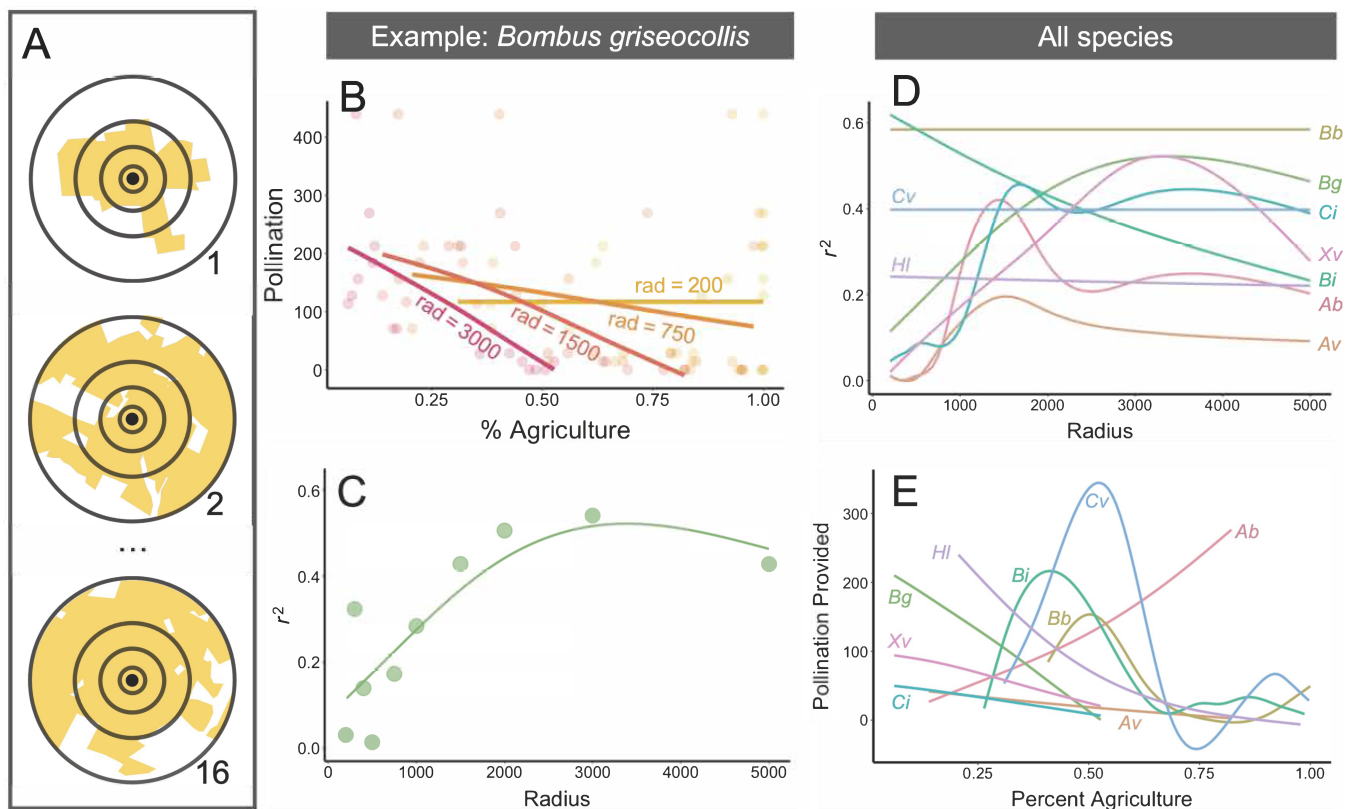 A
1
2
...
16
Example: Bombus griseocollis
B
Pollination
400
300
200
100
0
rad = 200
rad = 750
rad = 1500
rad = 3000
0.25
0.50
0.75
1.00
% Agriculture
C
r2
0.6
0.4
0.2
0.0
1000
2000
3000
4000
5000
Radius
All species
D
r2
0.6
0.4
0.2
0.0
Bb
Bg
Cv
Ci
Xv
Hl
Bi
Ab
Av
1000
2000
3000
4000
5000
Radius
E
Pollination Provided
300
200
100
0
Cv
Ab
Hl
Bi
Bg
Bb
Xv
Ci
Av
0.25
0.50
0.75
1.00
Percent Agriculture